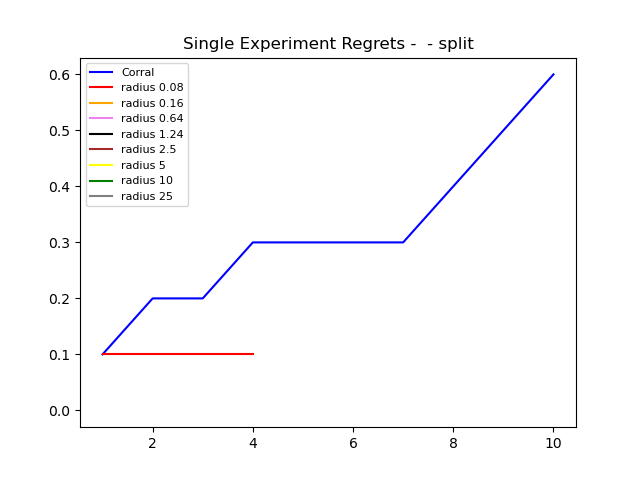 Single Experiment Regrets -  - split
Corral
radius 0.08
radius 0.16
radius 0.64
radius 1.24
radius 2.5
radius 5
radius 10
radius 25
0.6
0.5
0.4
0.3
0.2
0.1
0.0
2 4 6 8 10